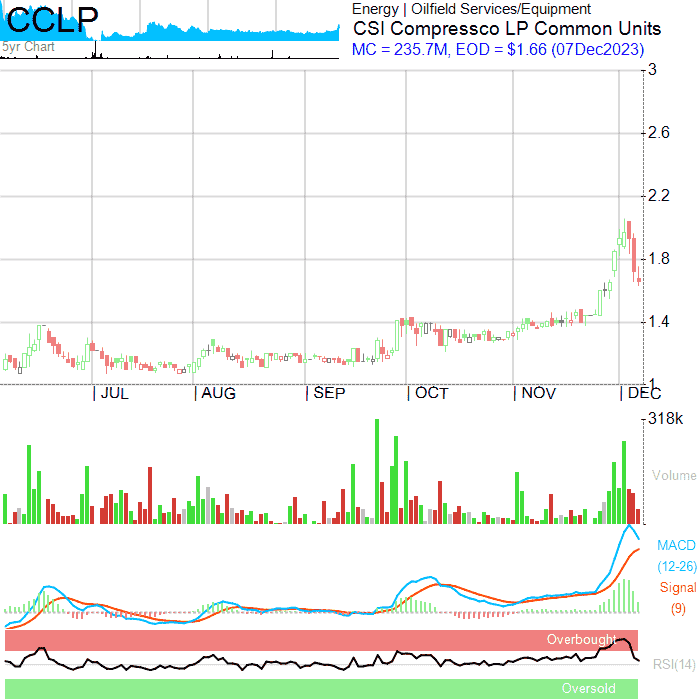 CCLP
5yr Chart
Energy | Oilfield Services/Equipment
CSI Compressco LP Common Units
MC = 235.7M, EOD = $1.66 (07Dec2023)
3
2.6
2.2
1.8
1.4
1
JUL
AUG
SEP
OCT
NOV
DEC
318k
Volume
MACD
(12-26)
Signal
(9)
Overbought
RSI(14)
Oversold